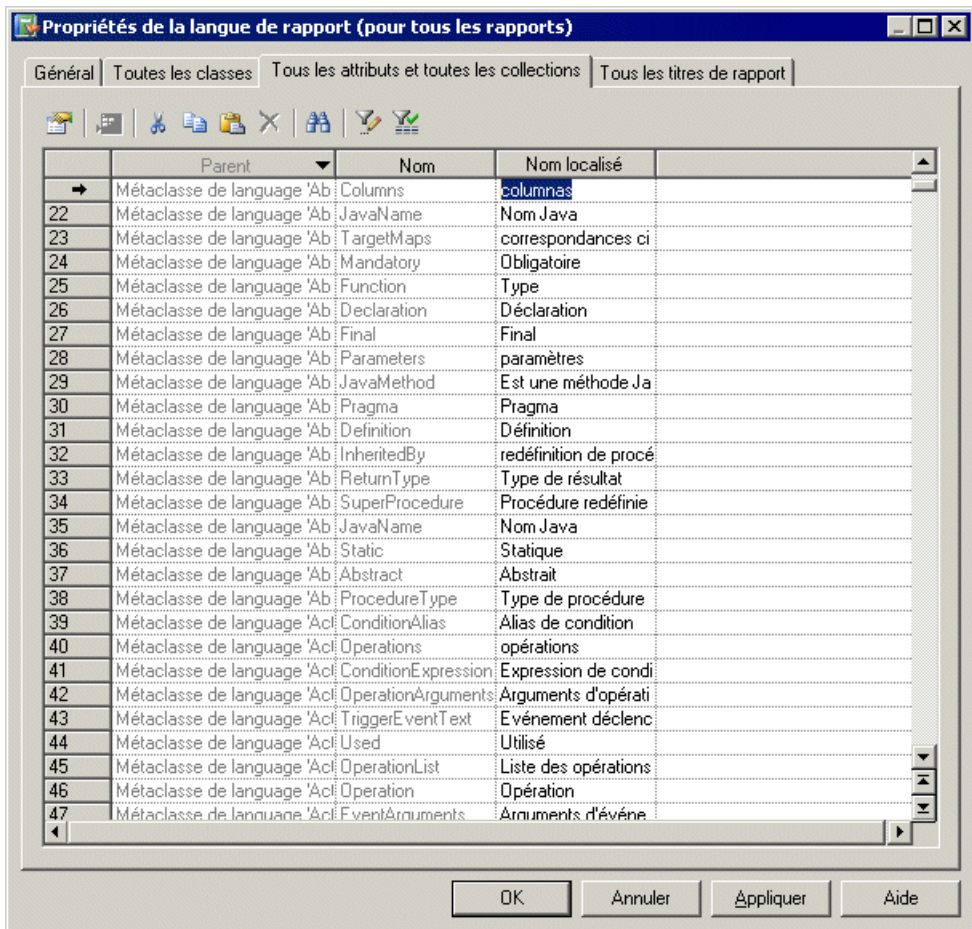 Propriétés de la langue de rapport (pour tous les rapports)
Général Toutes les classes Tous les attributs et toutes les collections Tous les titres de rapport
Parent Nom Nom localisé
Métaclasse de language 'Ab Columns columnas
22 Métaclasse de language 'Ab JavaName Nom Java
23 Métaclasse de language 'Ab TargetMaps correspondances ci
24 Métaclasse de language 'Ab Mandatory Obligatoire
25 Métaclasse de language 'Ab Function Type
26 Métaclasse de language 'Ab Declaration Déclaration
27 Métaclasse de language 'Ab Final Final
28 Métaclasse de language 'Ab Parameters paramètres
29 Métaclasse de language 'Ab JavaMethod Est une méthode Ja
30 Métaclasse de language 'Ab Pragma Pragma
31 Métaclasse de language 'Ab Definition Définition
32 Métaclasse de language 'Ab InheritedBy redéfinition de procé
33 Métaclasse de language 'Ab ReturnType Type de résultat
34 Métaclasse de language 'Ab SuperProcedure Procédure redéfinie
35 Métaclasse de language 'Ab JavaName Nom Java
36 Métaclasse de language 'Ab Static Statique
37 Métaclasse de language 'Ab Abstract Abstrait
38 Métaclasse de language 'Ab ProcedureType Type de procédure
39 Métaclasse de language 'Act ConditionAlias Alias de condition
40 Métaclasse de language 'Act Operations opérations
41 Métaclasse de language 'Act ConditionExpression Expression de condi
42 Métaclasse de language 'Act OperationArguments Arguments d'opérati
43 Métaclasse de language 'Act TriggerEventText Evénement déclenc
44 Métaclasse de language 'Act Used Utilisé
45 Métaclasse de language 'Act OperationList Liste des opérations
46 Métaclasse de language 'Act Operation Opération
47 Métaclasse de language 'Act EventArguments Arguments d'événe
OK Annuler Appliquer Aide